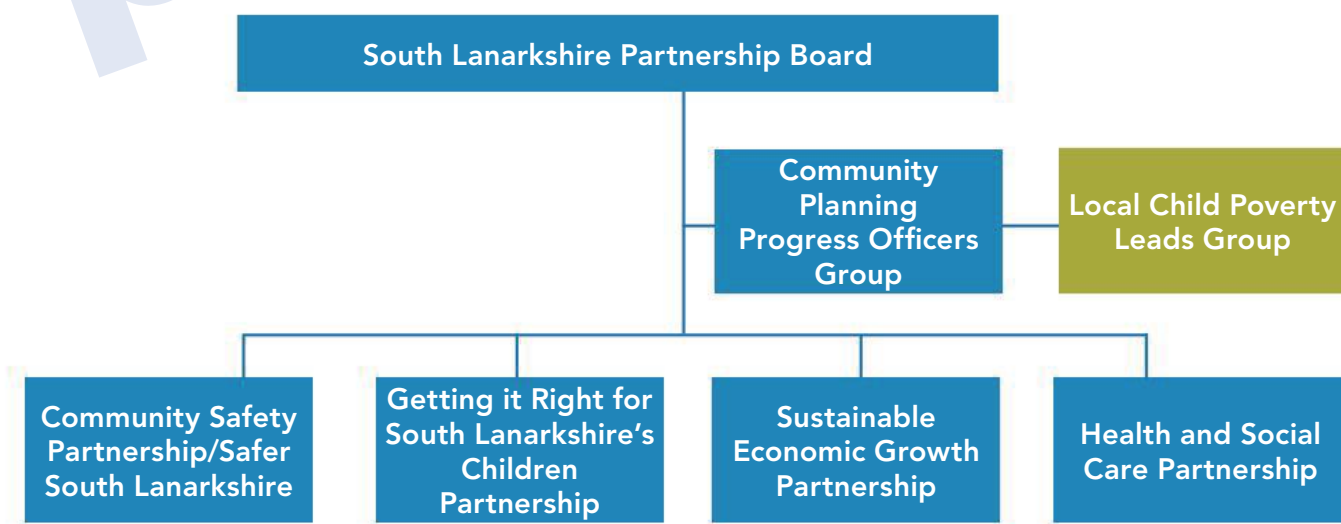 South Lanarkshire Partnership Board
Community
Planning
Progress Officers
Group
Local Child Poverty
Leads Group
Community Safety
Partnership/Safer
South Lanarkshire
Getting it Right for
South Lanarkshire’s
Children
Partnership
Sustainable
Economic Growth
Partnership
Health and Social
Care Partnership